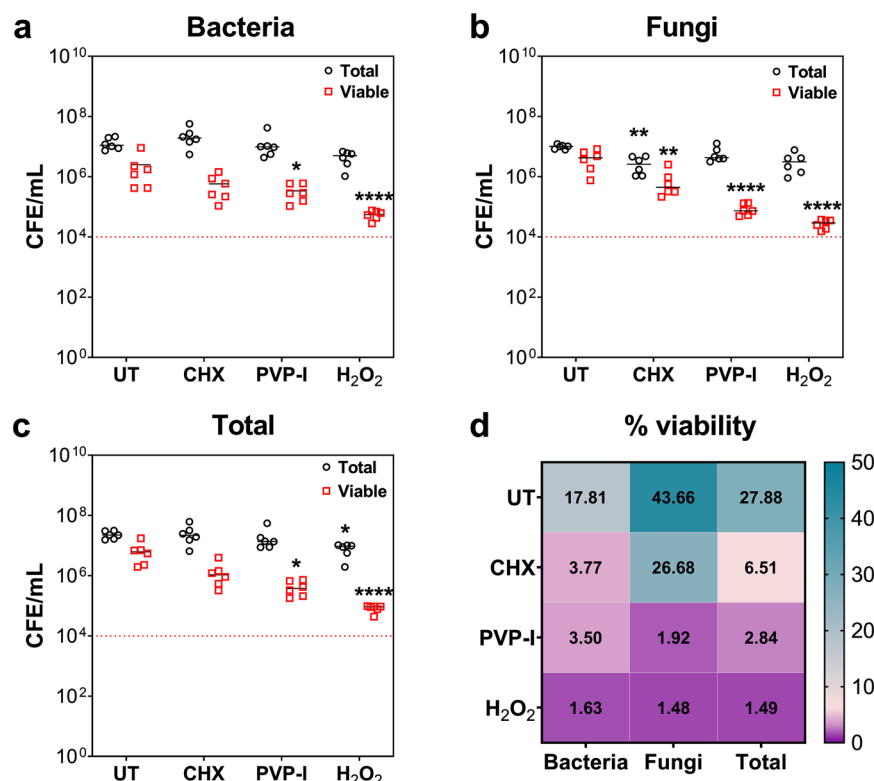 a
Bacteria
CFE/mL
10¹⁰
10⁸
10⁶
10⁴
10²
10⁰
Total
Viable
*
****
UT
CHX
PVP-I
H₂O₂
b
Fungi
CFE/mL
10¹⁰
10⁸
10⁶
10⁴
10²
10⁰
Total
Viable
**
**
****
****
UT
CHX
PVP-I
H₂O₂
c
Total
CFE/mL
10¹⁰
10⁸
10⁶
10⁴
10²
10⁰
Total
Viable
*
*
****
UT
CHX
PVP-I
H₂O₂
d
% viability
UT 17.81 43.66 27.88
CHX 3.77 26.68 6.51
PVP-I 3.50 1.92 2.84
H₂O₂ 1.63 1.48 1.49
Bacteria Fungi Total
50
40
30
20
10
0